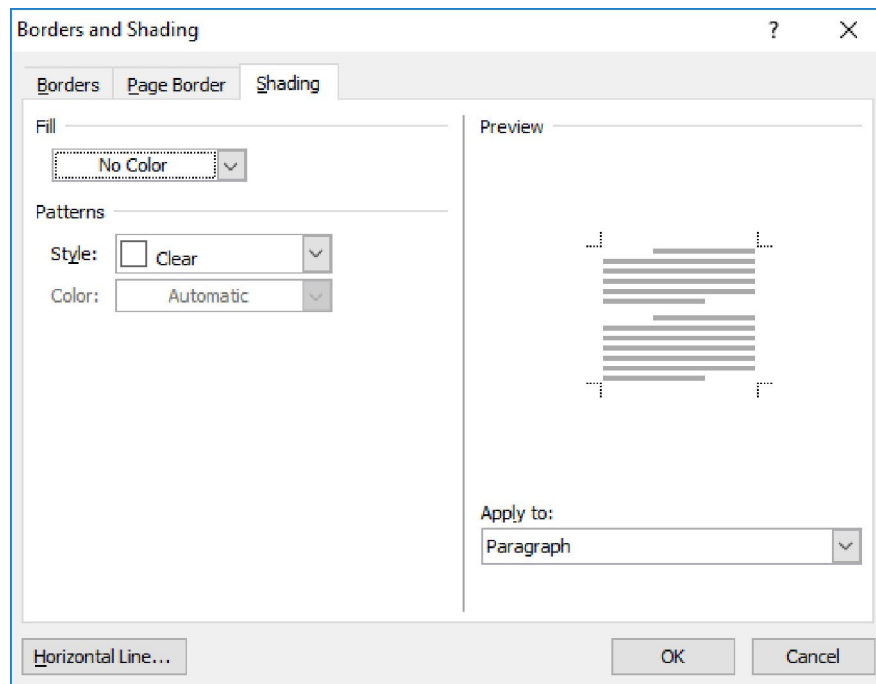 Borders and Shading ?
Borders Page Border Shading
Fill
No Color
Patterns
Style: Clear
Color: Automatic
Preview
Apply to:
Paragraph
Horizontal Line... OK Cancel